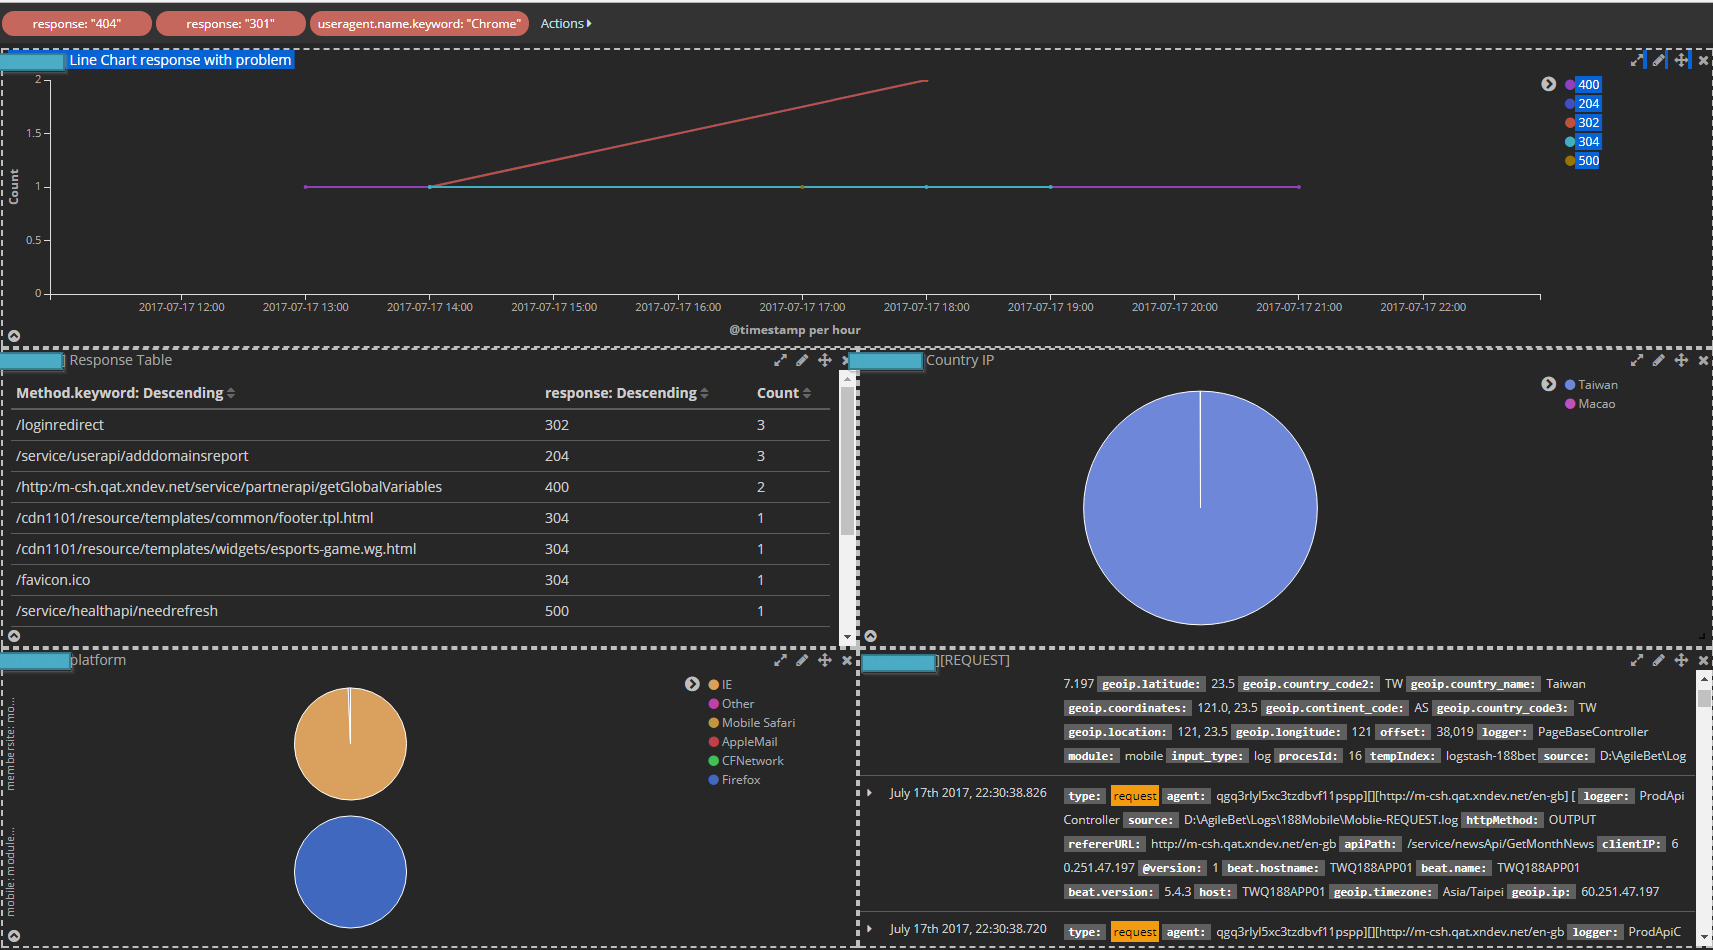 response: "404" response: "301" useragent.name.keyword: "Chrome" Actions
Line Chart response with problem
2
1.5
1
0.5
0
Count
400
204
302
304
500
2017-07-17 12:00 2017-07-17 13:00 2017-07-17 14:00 2017-07-17 15:00 2017-07-17 16:00 2017-07-17 17:00 2017-07-17 18:00 2017-07-17 19:00 2017-07-17 20:00 2017-07-17 21:00 2017-07-17 22:00
@timestamp per hour
] Response Table
Method.keyword: Descending response: Descending Count
/loginredirect 302 3
/service/userapi/adddomainsreport 204 3
/http:/m-csh.qat.xndev.net/service/partnerapi/getGlobalVariables 400 2
/cdn1101/resource/templates/common/footer.tpl.html 304 1
/cdn1101/resource/templates/widgets/esports-game.wg.html 304 1
/favicon.ico 304 1
/service/healthapi/needrefresh 500 1
Country IP
Taiwan
Macao
platform
membersite: mo...
mobile: module...
IE
Other
Mobile Safari
AppleMail
CFNetwork
Firefox
][REQUEST]
7.197 geoip.latitude: 23.5 geoip.country_code2: TW geoip.country_name: Taiwan
geoip.coordinates: 121.0, 23.5 geoip.continent_code: AS geoip.country_code3: TW
geoip.location: 121, 23.5 geoip.longitude: 121 offset: 38,019 logger: PageBaseController
module: mobile input_type: log procesId: 16 tempIndex: logstash-188bet source: D:\AgileBet\Log
July 17th 2017, 22:30:38.826 type: request agent: qgq3rlyl5xc3tzdbvf11pspp][][http://m-csh.qat.xndev.net/en-gb] [ logger: ProdApi
Controller source: D:\AgileBet\Logs\188Mobile\Moblie-REQUEST.log httpMethod: OUTPUT
refererURL: http://m-csh.qat.xndev.net/en-gb apiPath: /service/newsApi/GetMonthNews clientIP: 6
0.251.47.197 @version: 1 beat.hostname: TWQ188APP01 beat.name: TWQ188APP01
beat.version: 5.4.3 host: TWQ188APP01 geoip.timezone: Asia/Taipei geoip.ip: 60.251.47.197
July 17th 2017, 22:30:38.720 type: request agent: qgq3rlyl5xc3tzdbvf11pspp][][http://m-csh.qat.xndev.net/en-gb logger: ProdApiC